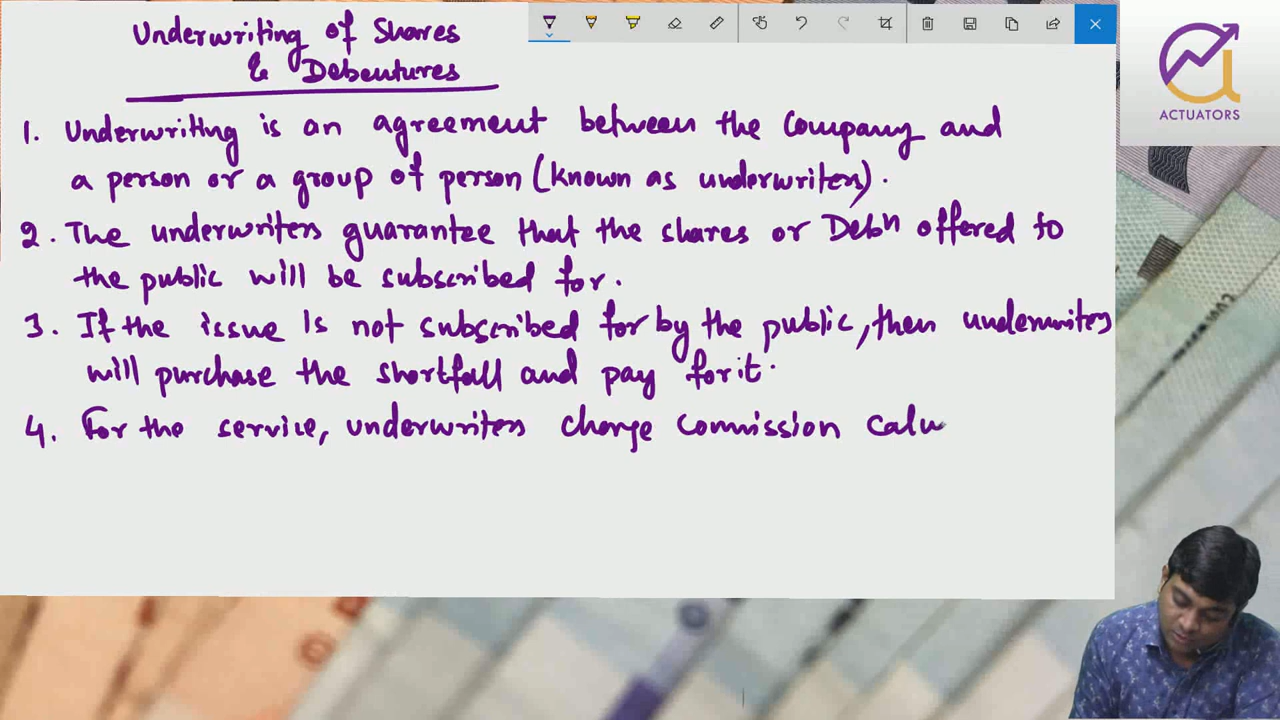 Underwriting of Shares
& Debentures
ACTUATORS
1. Underwriting is an agreement between the Company and
a person or a group of person (known as underwriters).
2. The underwriters guarantee that the shares or Debn offered to
the public will be subscribed for.
3. If the issue is not subscribed for by the public, then underwriters
will purchase the shortfall and pay for it.
4. For the service, underwriters charge Commission